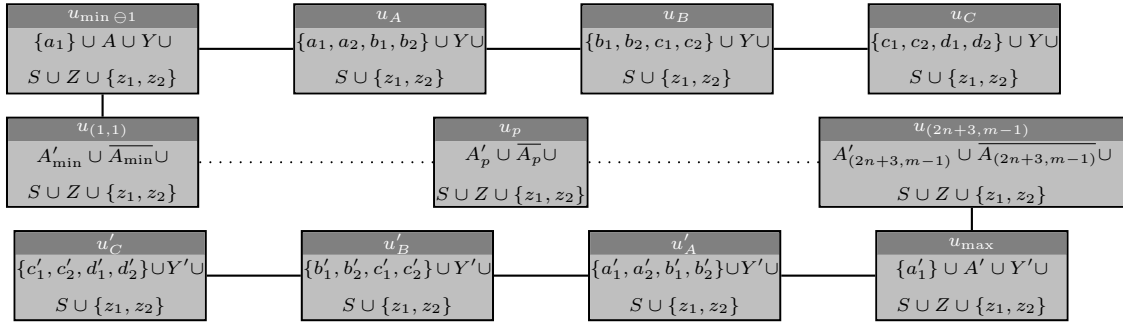 u_{min ⊖1}
{a_1} ∪ A ∪ Y∪
S ∪ Z ∪ {z_1, z_2}
u_A
{a_1, a_2, b_1, b_2} ∪ Y∪
S ∪ {z_1, z_2}
u_B
{b_1, b_2, c_1, c_2} ∪ Y∪
S ∪ {z_1, z_2}
u_C
{c_1, c_2, d_1, d_2} ∪ Y∪
S ∪ {z_1, z_2}
u_{(1,1)}
A'_{min} ∪ \overline{A_{min}}∪
S ∪ Z ∪ {z_1, z_2}
u_p
A'_p ∪ \overline{A_p}∪
S ∪ Z ∪ {z_1, z_2}
u_{(2n+3,m−1)}
A'_{(2n+3,m−1)} ∪ \overline{A_{(2n+3,m−1)}}∪
S ∪ Z ∪ {z_1, z_2}
u'_C
{c'_1, c'_2, d'_1, d'_2}∪Y'∪
S ∪ {z_1, z_2}
u'_B
{b'_1, b'_2, c'_1, c'_2}∪Y'∪
S ∪ {z_1, z_2}
u'_A
{a'_1, a'_2, b'_1, b'_2}∪Y'∪
S ∪ {z_1, z_2}
u_{max}
{a'_1} ∪ A' ∪ Y'∪
S ∪ Z ∪ {z_1, z_2}